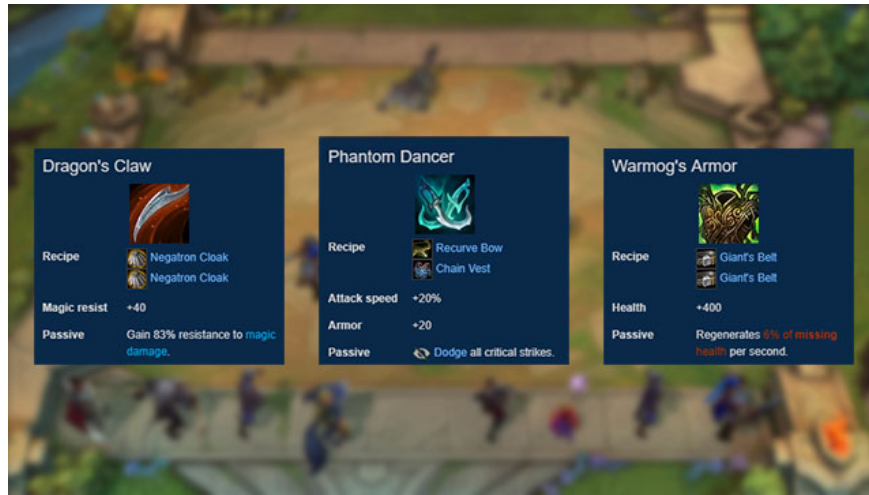 Dragon's Claw
Recipe
Negatron Cloak
Negatron Cloak
Magic resist +40
Passive Gain 83% resistance to magic
damage.
Phantom Dancer
Recipe Recurve Bow
Chain Vest
Attack speed +20%
Armor +20
Passive Dodge all critical strikes.
Warmog's Armor
Recipe Giant's Belt
Giant's Belt
Health +400
Passive Regenerates 6% of missing
health per second.